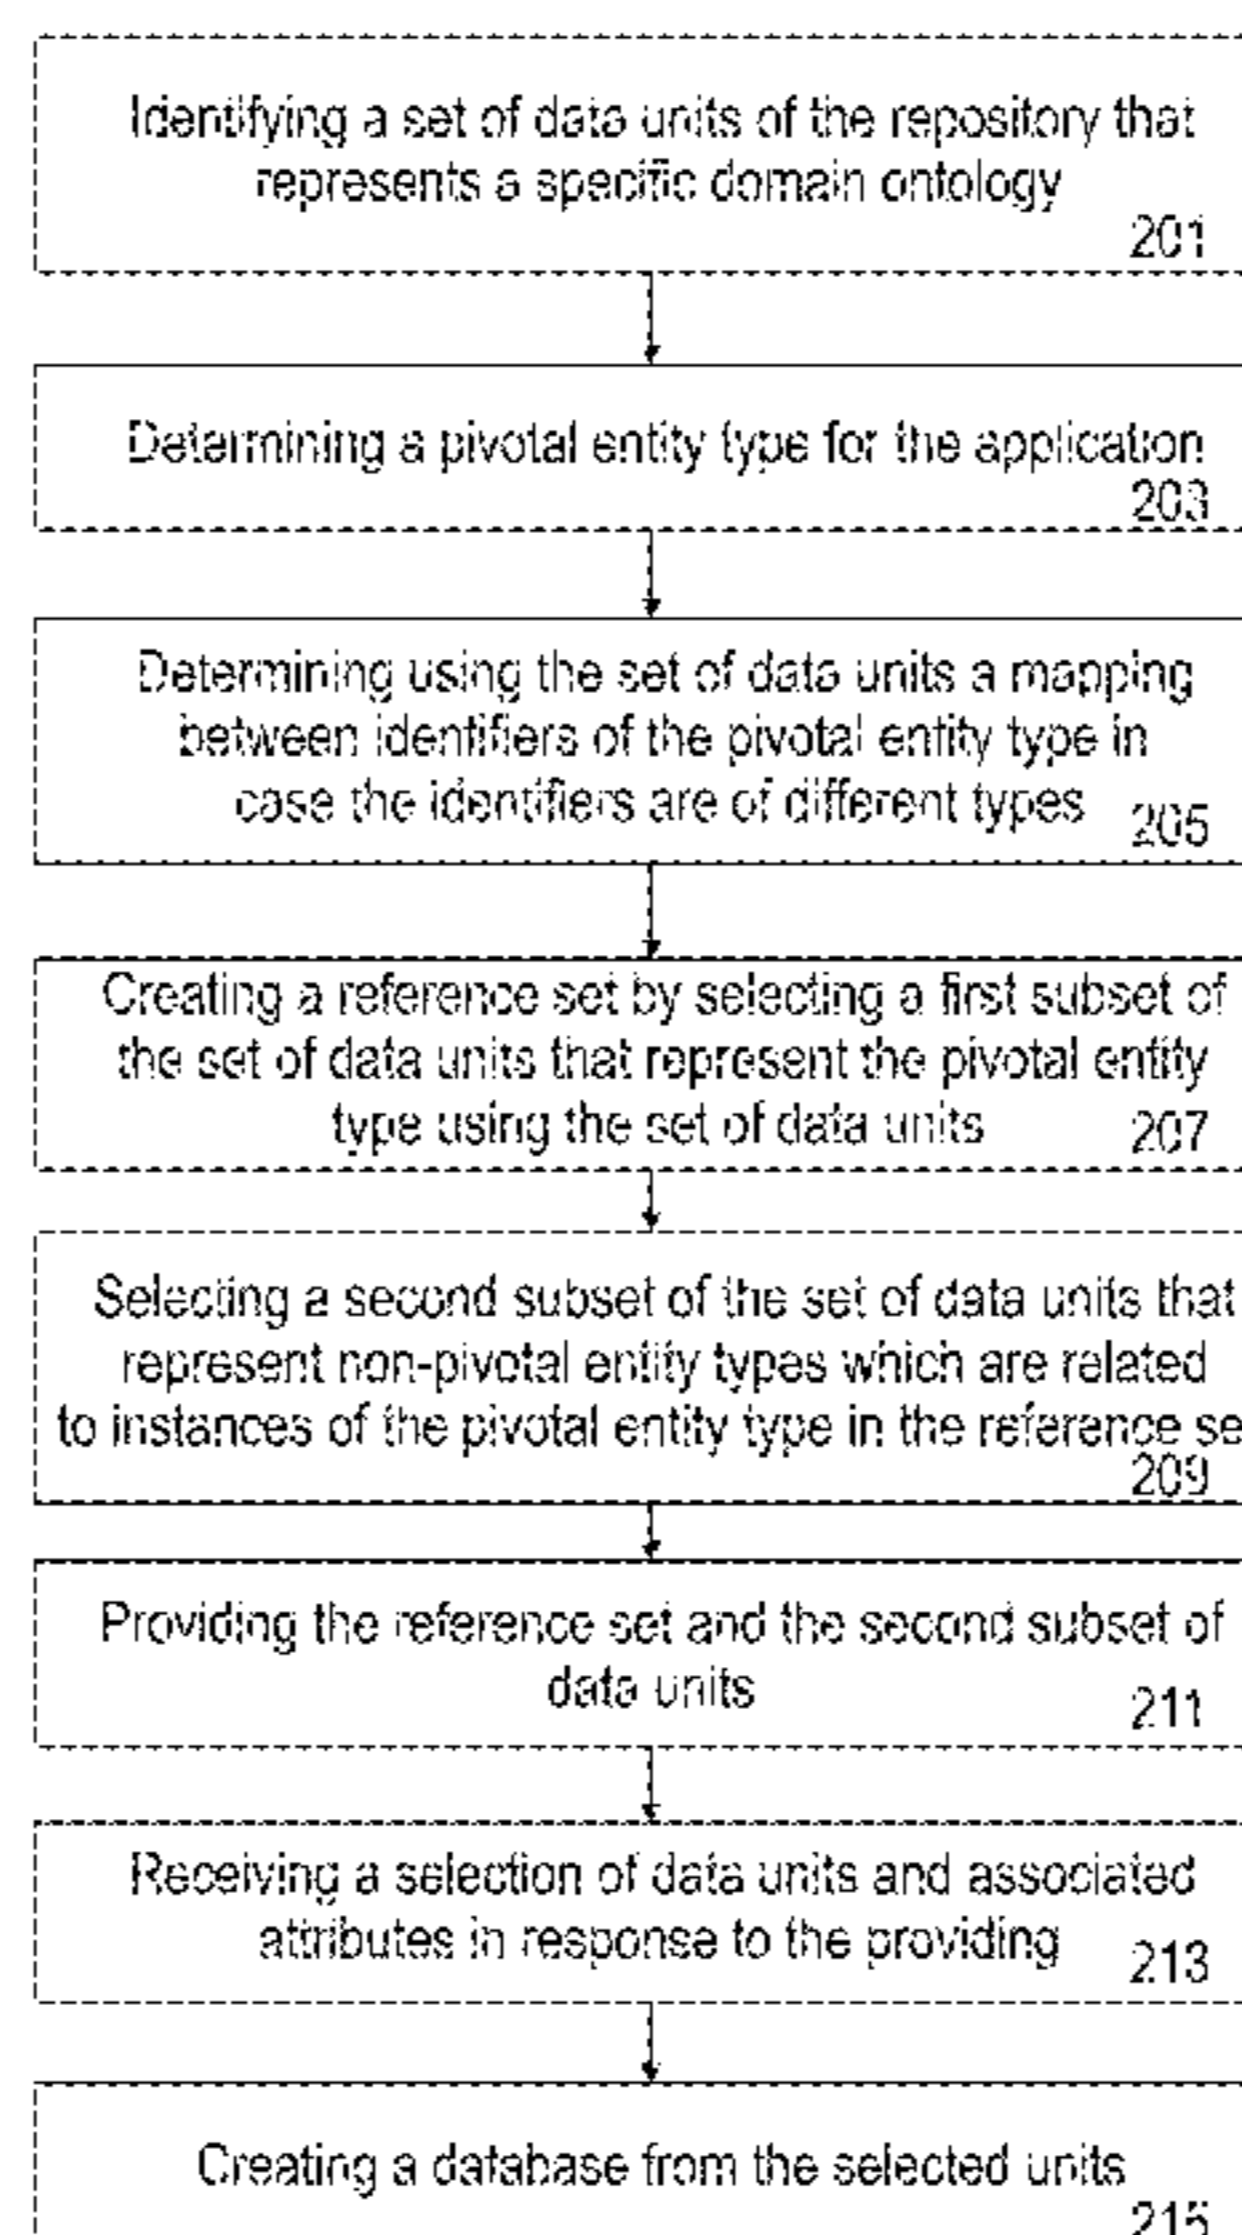 Identifying a set of data units of the repository that
represents a specific domain ontology
201
Determining a pivotal entity type for the application
203
Determining using the set of data units a mapping
between identifiers of the pivotal entity type in
case the identifiers are of different types
205
Creating a reference set by selecting a first subset of
the set of data units that represent the pivotal entity
type using the set of data units
207
Selecting a second subset of the set of data units that
represent non-pivotal entity types which are related
to instances of the pivotal entity type in the reference se
209
Providing the reference set and the second subset of
data units
211
Receiving a selection of data units and associated
attributes in response to the providing
213
Creating a database from the selected units
215